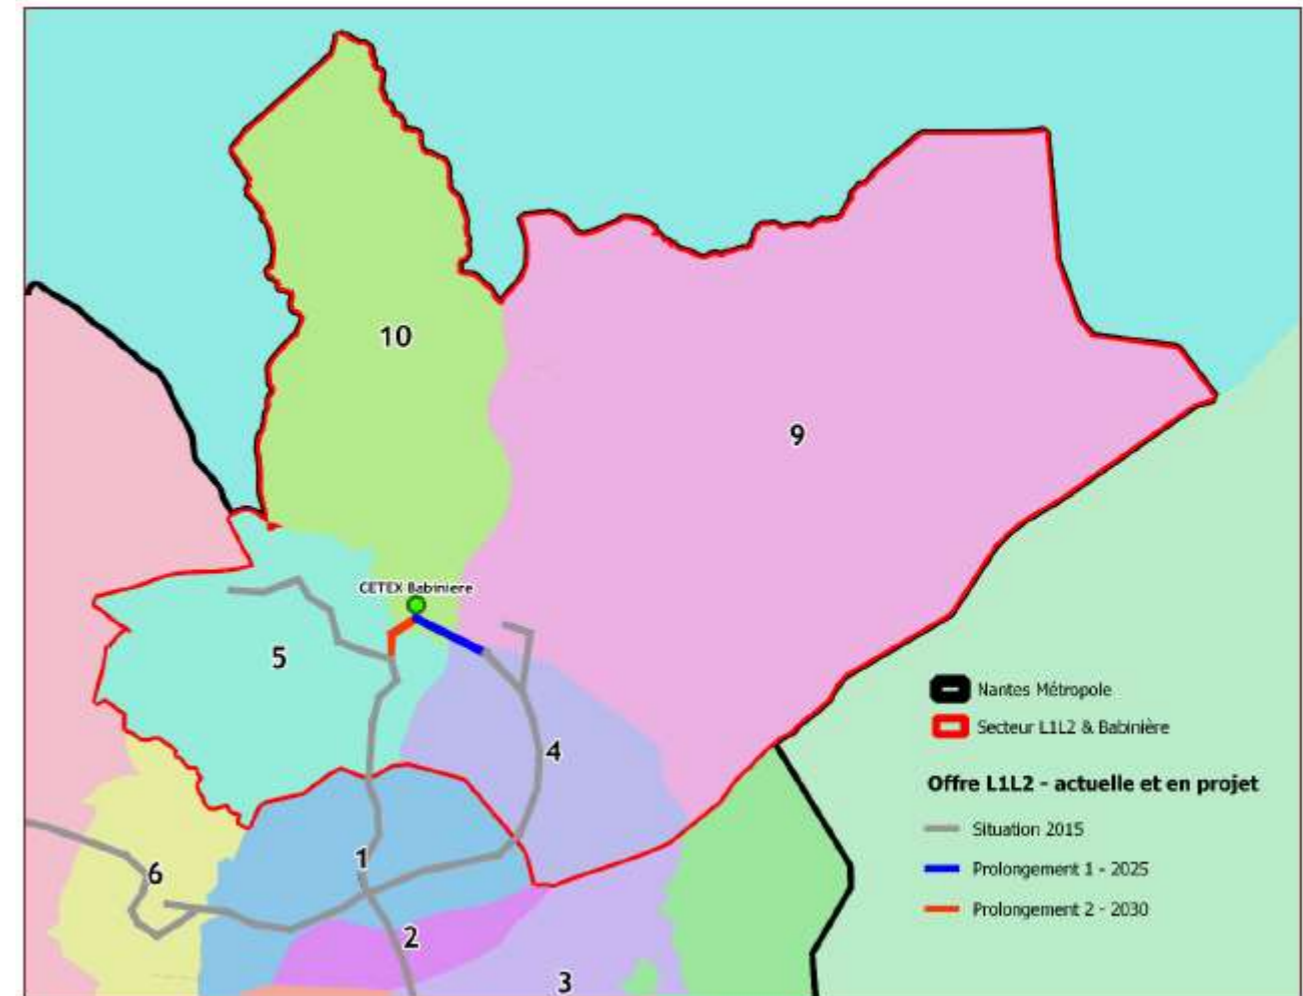 10
9
CETEX Babiniere
5
4
1
6
2
3
Nantes Métropole
Secteur L1L2 & Babinière
Offre L1L2 - actuelle et en projet
Situation 2015
Prolongement 1 - 2025
Prolongement 2 - 2030